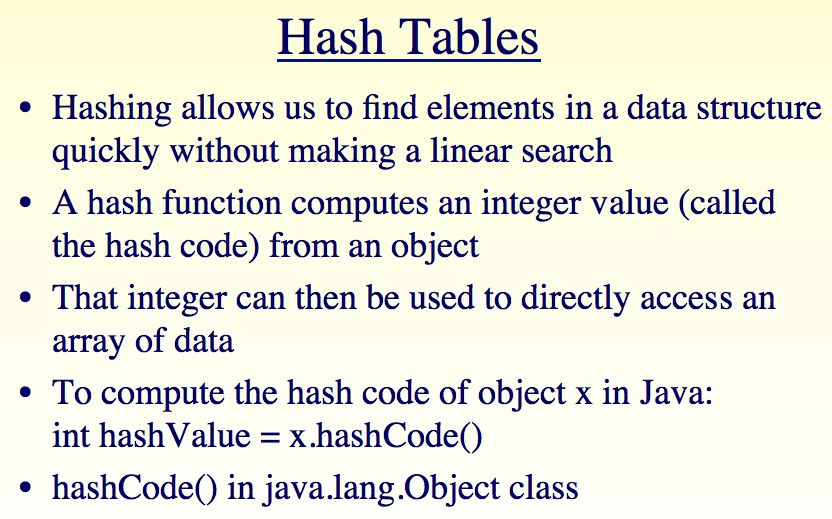 Hash Tables
• Hashing allows us to find elements in a data structure
quickly without making a linear search
• A hash function computes an integer value (called
the hash code) from an object
• That integer can then be used to directly access an
array of data
• To compute the hash code of object x in Java:
int hashValue = x.hashCode()
• hashCode() in java.lang.Object class